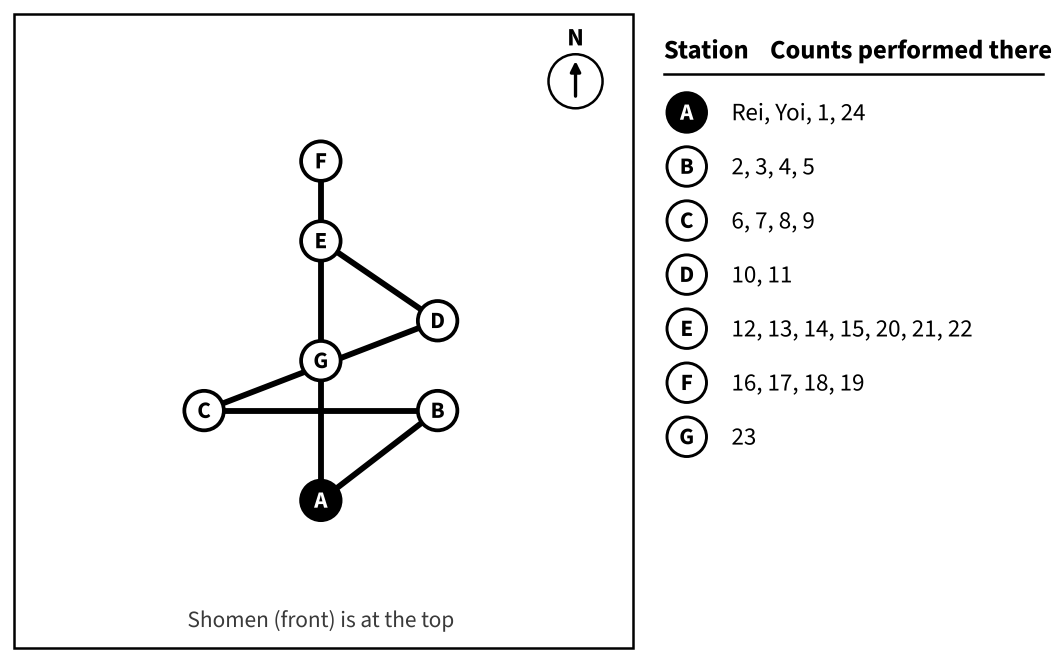 N
F
E
D
G
C
B
A
Shomen (front) is at the top
Station Counts performed there
A Rei, Yoi, 1, 24
B 2, 3, 4, 5
C 6, 7, 8, 9
D 10, 11
E 12, 13, 14, 15, 20, 21, 22
F 16, 17, 18, 19
G 23